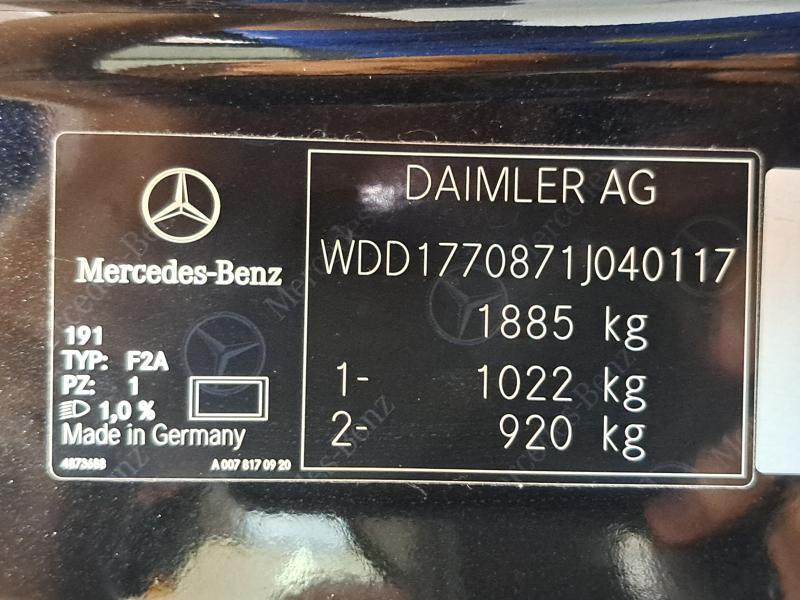 Mercedes-Benz
191
TYP: F2A
PZ: 1
1,0 %
Made in Germany
4873688
A 007 817 09 20
DAIMLER AG
WDD1770871J040117
1885 kg
1- 1022 kg
2- 920 kg